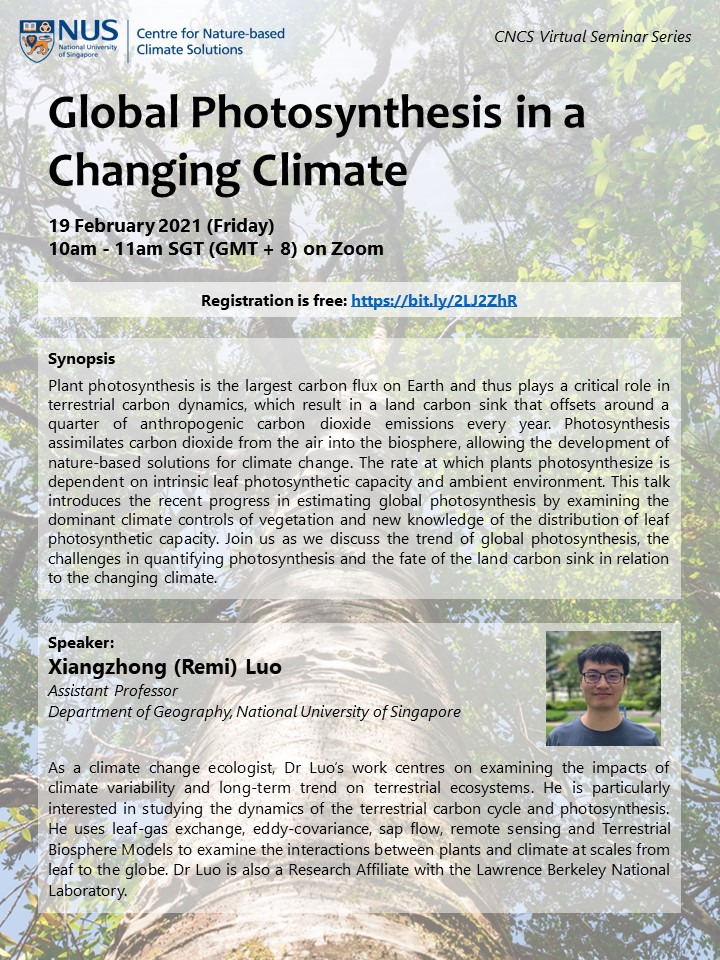 NUS
National University
of Singapore
Centre for Nature-based
Climate Solutions
CNCS Virtual Seminar Series
Global Photosynthesis in a
Changing Climate
19 February 2021 (Friday)
10am - 11am SGT (GMT + 8) on Zoom
Registration is free: https://bit.ly/2LJ2ZhR
Synopsis
Plant photosynthesis is the largest carbon flux on Earth and thus plays a critical role in
terrestrial carbon dynamics, which result in a land carbon sink that offsets around a
quarter of anthropogenic carbon dioxide emissions every year. Photosynthesis
assimilates carbon dioxide from the air into the biosphere, allowing the development of
nature-based solutions for climate change. The rate at which plants photosynthesize is
dependent on intrinsic leaf photosynthetic capacity and ambient environment. This talk
introduces the recent progress in estimating global photosynthesis by examining the
dominant climate controls of vegetation and new knowledge of the distribution of leaf
photosynthetic capacity. Join us as we discuss the trend of global photosynthesis, the
challenges in quantifying photosynthesis and the fate of the land carbon sink in relation
to the changing climate.
Speaker:
Xiangzhong (Remi) Luo
Assistant Professor
Department of Geography, National University of Singapore
As a climate change ecologist, Dr Luo's work centres on examining the impacts of
climate variability and long-term trend on terrestrial ecosystems. He is particularly
interested in studying the dynamics of the terrestrial carbon cycle and photosynthesis.
He uses leaf-gas exchange, eddy-covariance, sap flow, remote sensing and Terrestrial
Biosphere Models to examine the interactions between plants and climate at scales from
leaf to the globe. Dr Luo is also a Research Affiliate with the Lawrence Berkeley National
Laboratory.